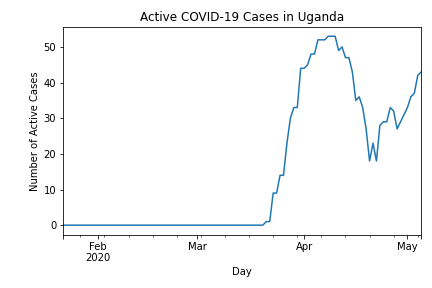 Active COVID-19 Cases in Uganda
50
40
30
20
10
0
Number of Active Cases
Feb
2020
Mar
Apr
May
Day